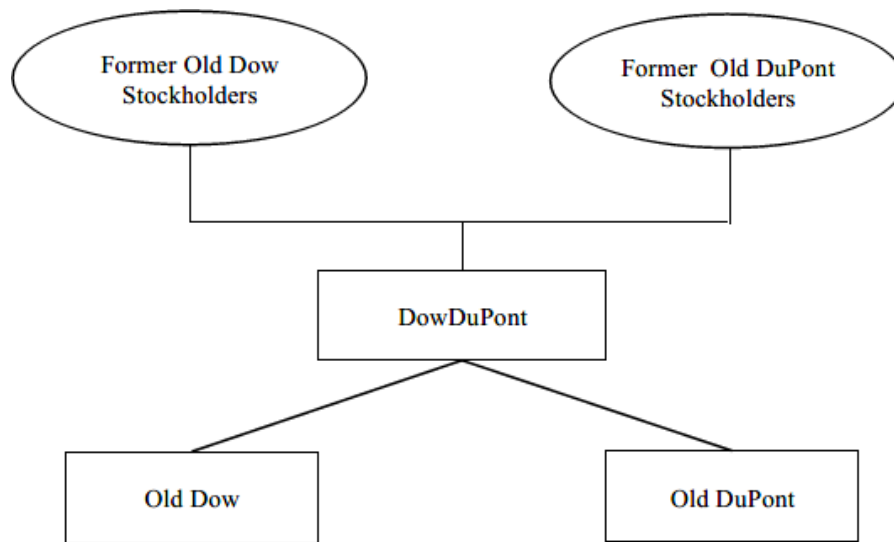 Former Old Dow
Stockholders
Former Old DuPont
Stockholders
DowDuPont
Old Dow
Old DuPont